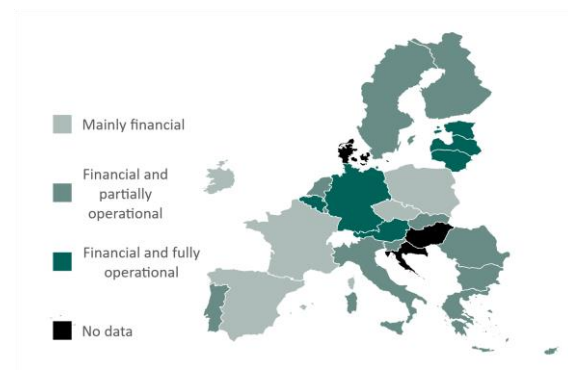 Mainly financial
Financial and
partially
operational
Financial and fully
operational
No data